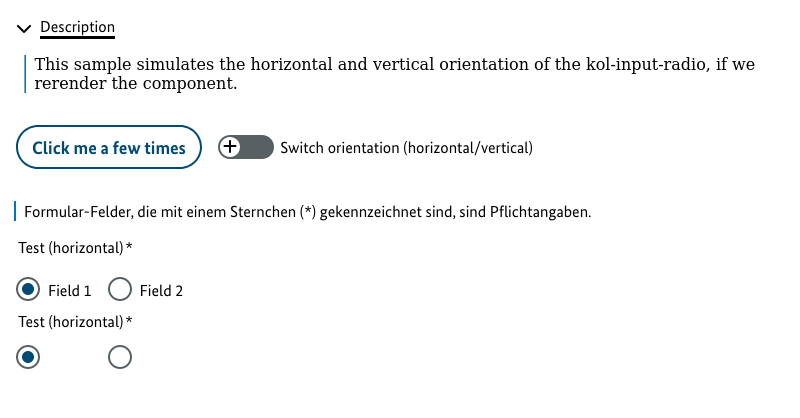 Description
This sample simulates the horizontal and vertical orientation of the kol-input-radio, if we
rerender the component.
Click me a few times
Switch orientation (horizontal/vertical)
Formular-Felder, die mit einem Sternchen (*) gekennzeichnet sind, sind Pflichtangaben.
Test (horizontal)*
Field 1 Field 2
Test (horizontal)*